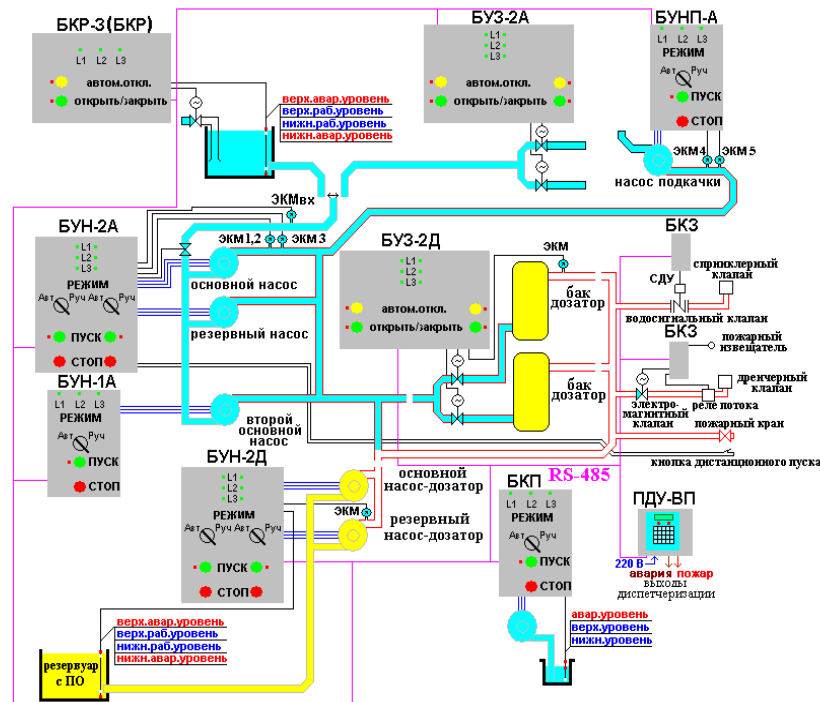 БКР-3(БКР)
L1 L2 L3
автом.откл.
открыть/закрыть
верх.авар.уровень
верх.раб.уровень
нижн.раб.уровень
нижн.авар.уровень
БУЗ-2А
L1
L2
L3
автом.откл.
открыть/закрыть
БУНП-А
L1 L2 L3
РЕЖИМ
Авт Руч
ПУСК
СТОП
ЭКМ4 ЭКМ5
насос подкачки
ЭКМвх
ЭКМ1,2 ЭКМ3
БУН-2А
L1
L2
L3
РЕЖИМ
Авт Руч Авт Руч
ПУСК
СТОП
основной насос
резервный насос
БУЗ-2Д
L1
L2
L3
автом.откл.
открыть/закрыть
ЭКМ
бак
дозатор
бак
дозатор
БКЗ
СДУ
спринклерный
клапан
водосигнальный клапан
БКЗ
пожарный
извещатель
дренчерный
клапан
электро-
магнитный
клапан
реле потока
пожарный кран
кнопка дистанционного пуска
БУН-1А
L1 L2 L3
РЕЖИМ
Авт Руч
ПУСК
СТОП
второй
основной
насос
БУН-2Д
L1
L2
L3
РЕЖИМ
Авт Руч Авт Руч
ПУСК
СТОП
основной
насос-дозатор
ЭКМ
резервный
насос-дозатор
RS-485
БКП
L1 L2 L3
РЕЖИМ
Авт Руч
ПУСК
СТОП
авар.уровень
верх.уровень
нижн.уровень
ПДУ-ВП
220 В
авария пожар
выходы
диспетчеризации
верх.авар.уровень
верх.раб.уровень
нижн.раб.уровень
нижн.авар.уровень
резервуар
с ПО